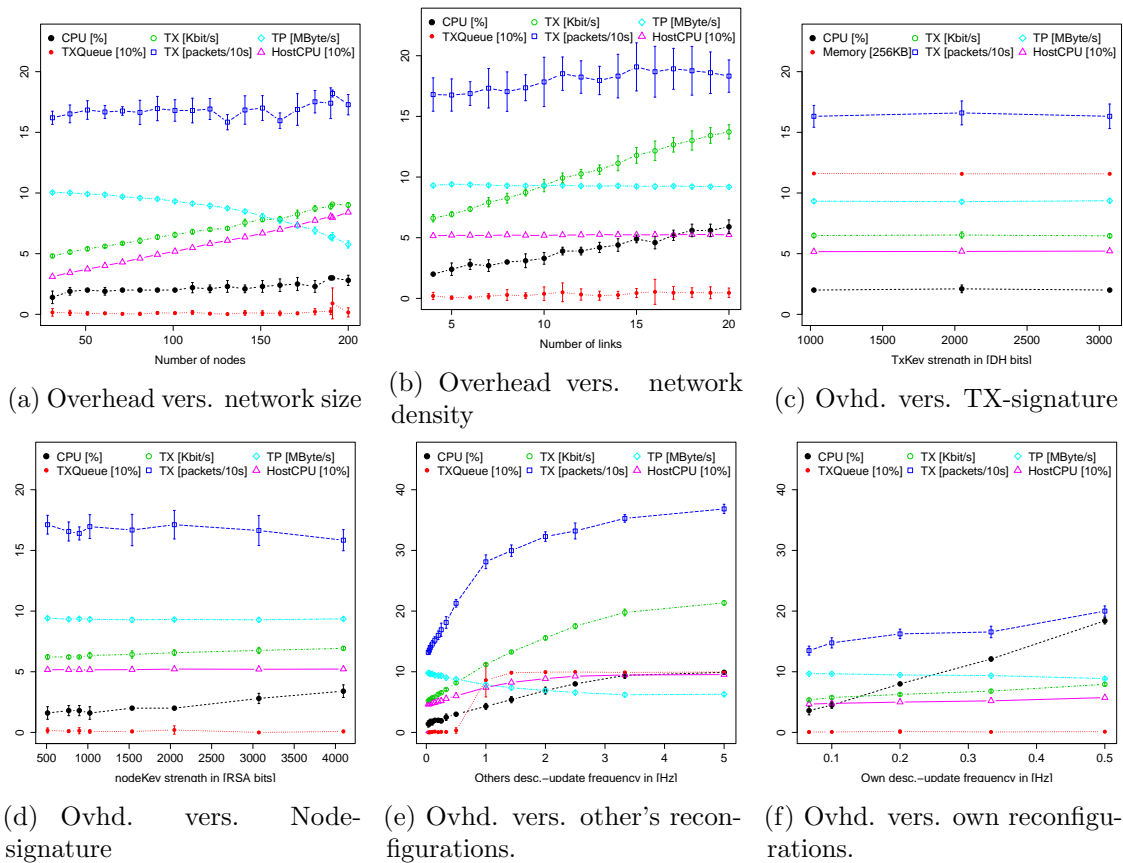 CPU [%] TX [Kbit/s] TP [MByte/s]
TXQueue [10%] TX [packets/10s] HostCPU [10%]
20
15
10
5
0
50 100 150 200
Number of nodes
(a) Overhead vers. network size
CPU [%] TX [Kbit/s] TP [MByte/s]
TXQueue [10%] TX [packets/10s] HostCPU [10%]
20
15
10
5
0
5 10 15 20
Number of links
(b) Overhead vers. network
density
CPU [%] TX [Kbit/s] TP [MByte/s]
Memory [256KB] TX [packets/10s] HostCPU [10%]
20
15
10
5
0
1000 1500 2000 2500 3000
TxKey strength in [DH bits]
(c) Ovhd. vers. TX-signature
CPU [%] TX [Kbit/s] TP [MByte/s]
TXQueue [10%] TX [packets/10s] HostCPU [10%]
20
15
10
5
0
500 1000 1500 2000 2500 3000 3500 4000
nodeKey strength in [RSA bits]
(d) Ovhd. vers. Node-
signature
CPU [%] TX [Kbit/s] TP [MByte/s]
TXQueue [10%] TX [packets/10s] HostCPU [10%]
40
30
20
10
0
0 1 2 3 4 5
Others desc.-update frequency in [Hz]
(e) Ovhd. vers. other's recon-
figurations.
CPU [%] TX [Kbit/s] TP [MByte/s]
TXQueue [10%] TX [packets/10s] HostCPU [10%]
40
30
20
10
0
0.1 0.2 0.3 0.4 0.5
Own desc.-update frequency in [Hz]
(f) Ovhd. vers. own reconfigu-
rations.